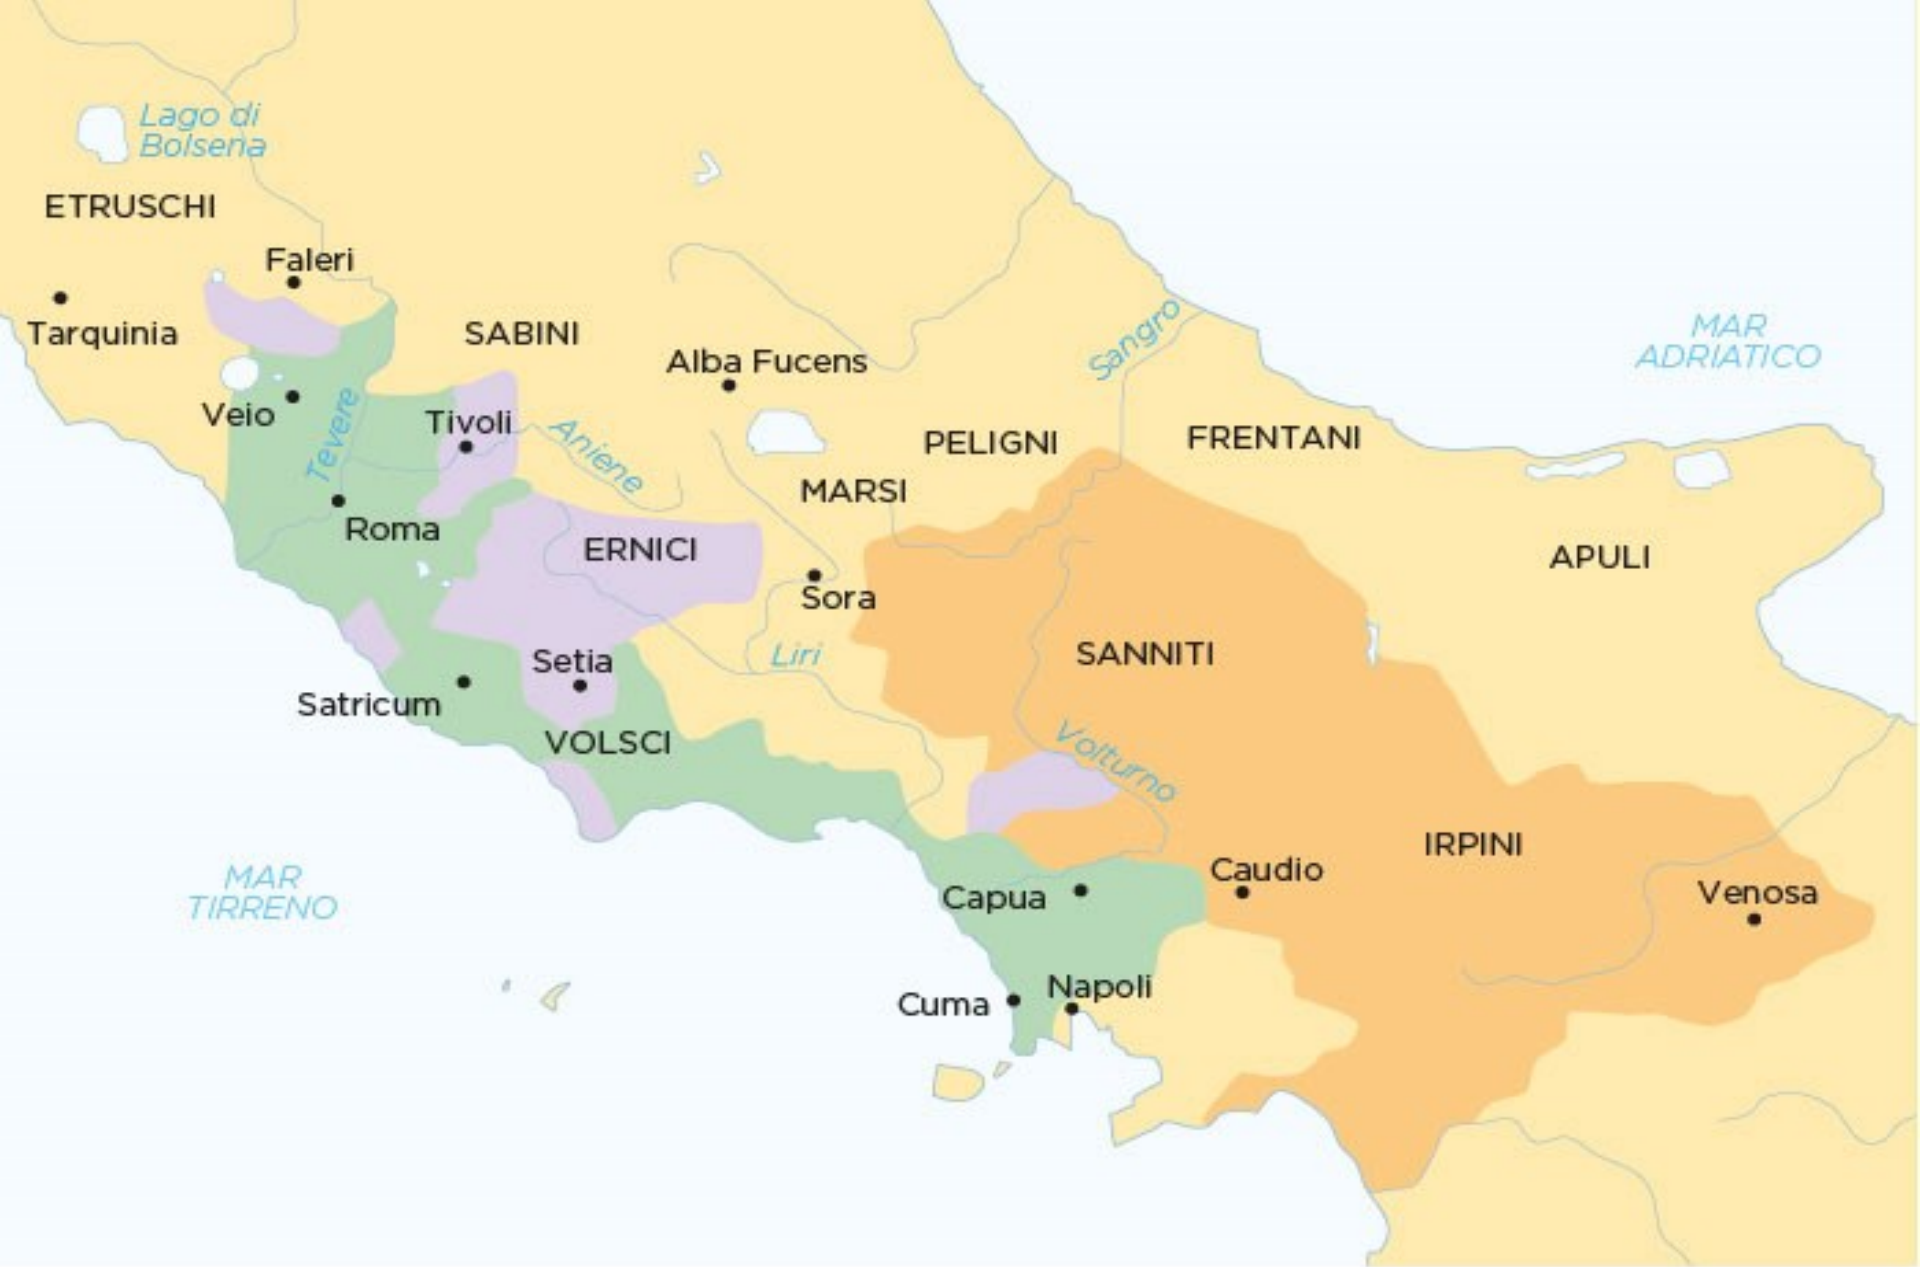 Lago di
Bolsena
ETRUSCHI
Faleri
Tarquinia
SABINI
Alba Fucens
Sangro
MAR
ADRIATICO
Veio
Tevere
Tivoli
Aniene
PELIGNI
FRENTANI
MARSI
Roma
ERNICI
APULI
Sora
Setia
Liri
SANNITI
Satricum
VOLSCI
Volturno
IRPINI
MAR
TIRRENO
Capua
Caudio
Venosa
Cuma
Napoli